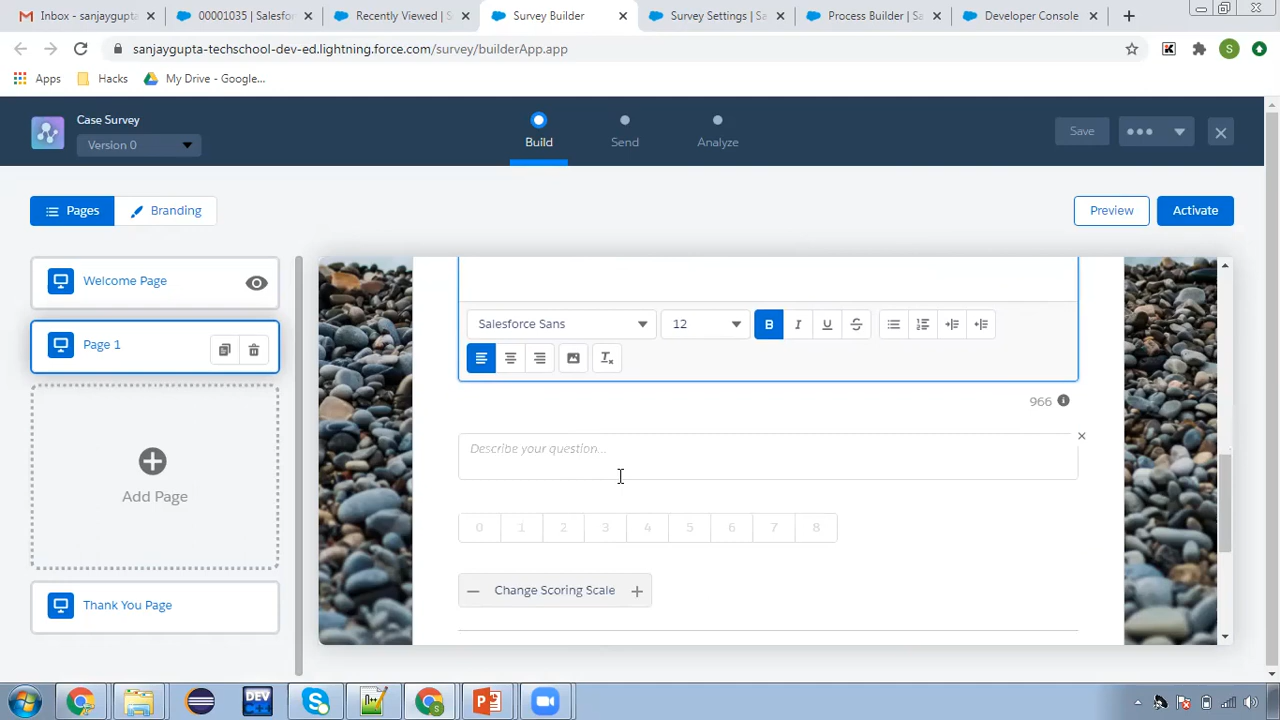 Inbox - sanjaygupta
00001035 | Salesfor
Recently Viewed | S
Survey Builder
Survey Settings | Sa
Process Builder | Sa
Developer Console
sanjaygupta-techschool-dev-ed.lightning.force.com/survey/builderApp.app
S
Apps
Hacks
My Drive - Google...
Case Survey
Version 0
Build
Send
Analyze
Save
Pages
Branding
Preview
Activate
Welcome Page
Page 1
Add Page
Thank You Page
Salesforce Sans
12
B I U S
966
Describe your question...
0 1 2 3 4 5 6 7 8
Change Scoring Scale
DEV